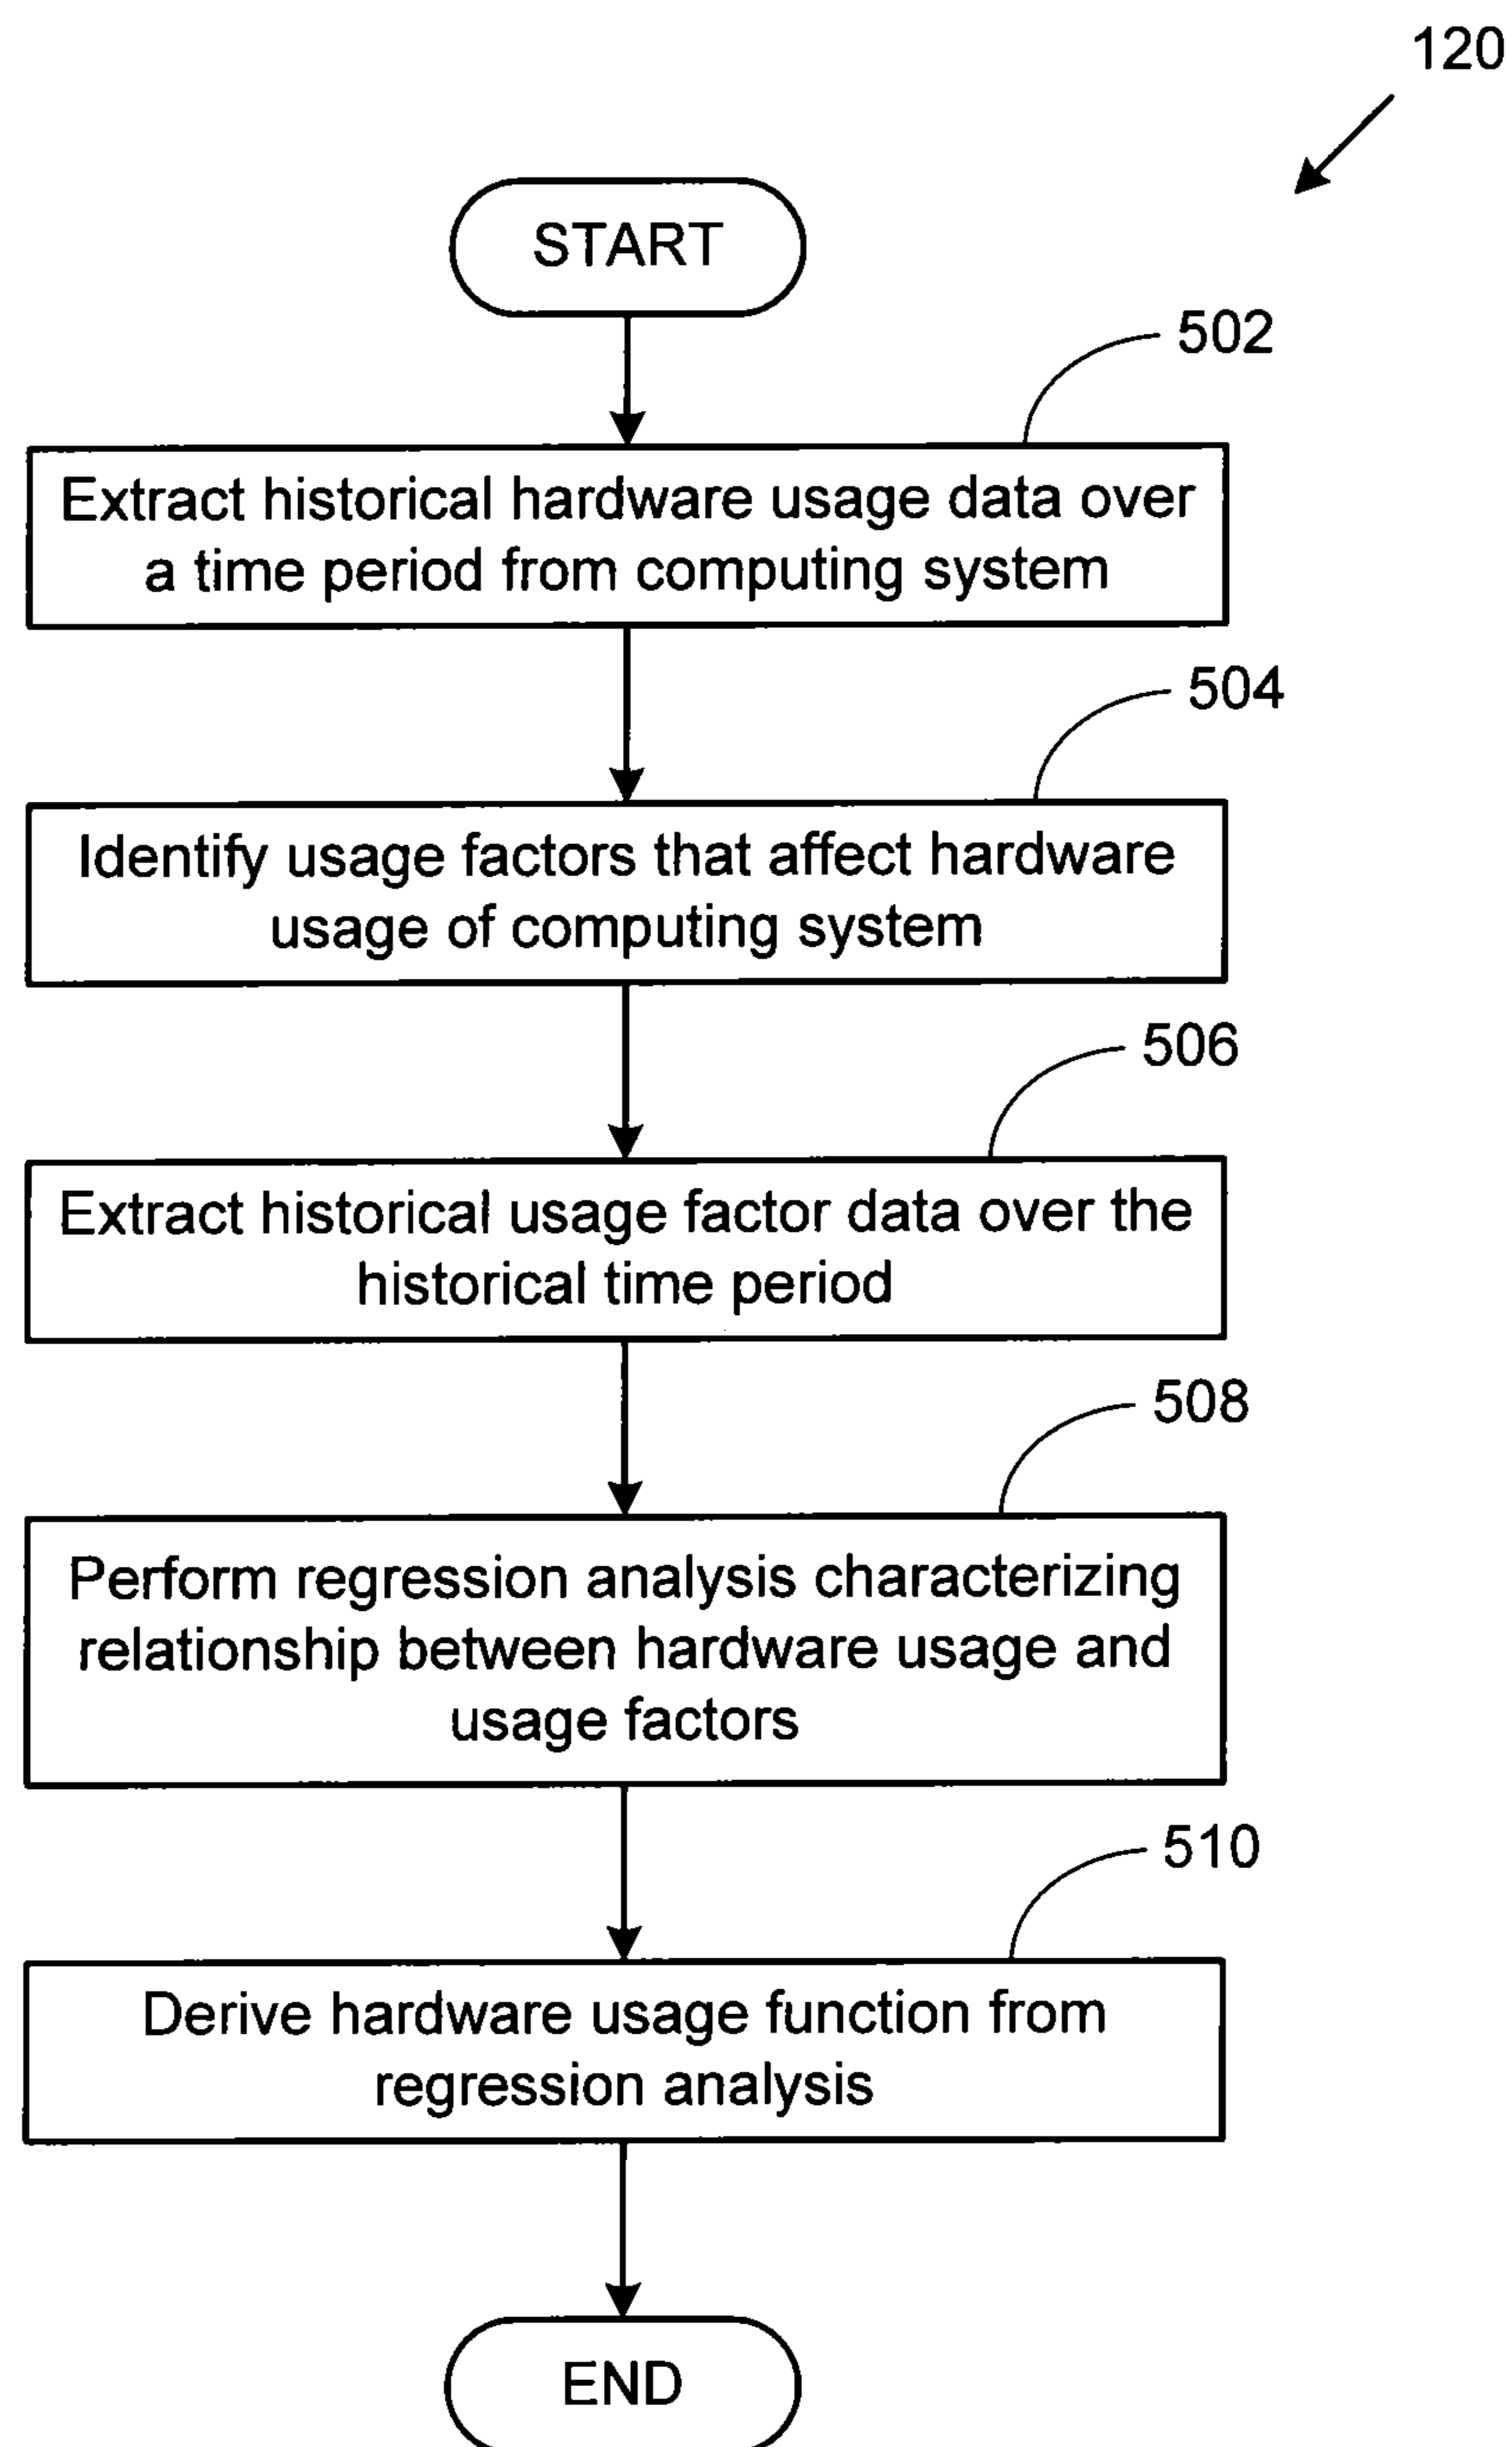 120
START
502
Extract historical hardware usage data over
a time period from computing system
504
Identify usage factors that affect hardware
usage of computing system
506
Extract historical usage factor data over the
historical time period
508
Perform regression analysis characterizing
relationship between hardware usage and
usage factors
510
Derive hardware usage function from
regression analysis
END